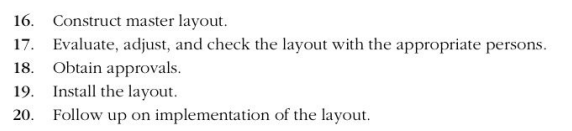 16. Construct master layout.
17. Evaluate, adjust, and check the layout with the appropriate persons.
18. Obtain approvals.
19. Install the layout.
20. Follow up on implementation of the layout.